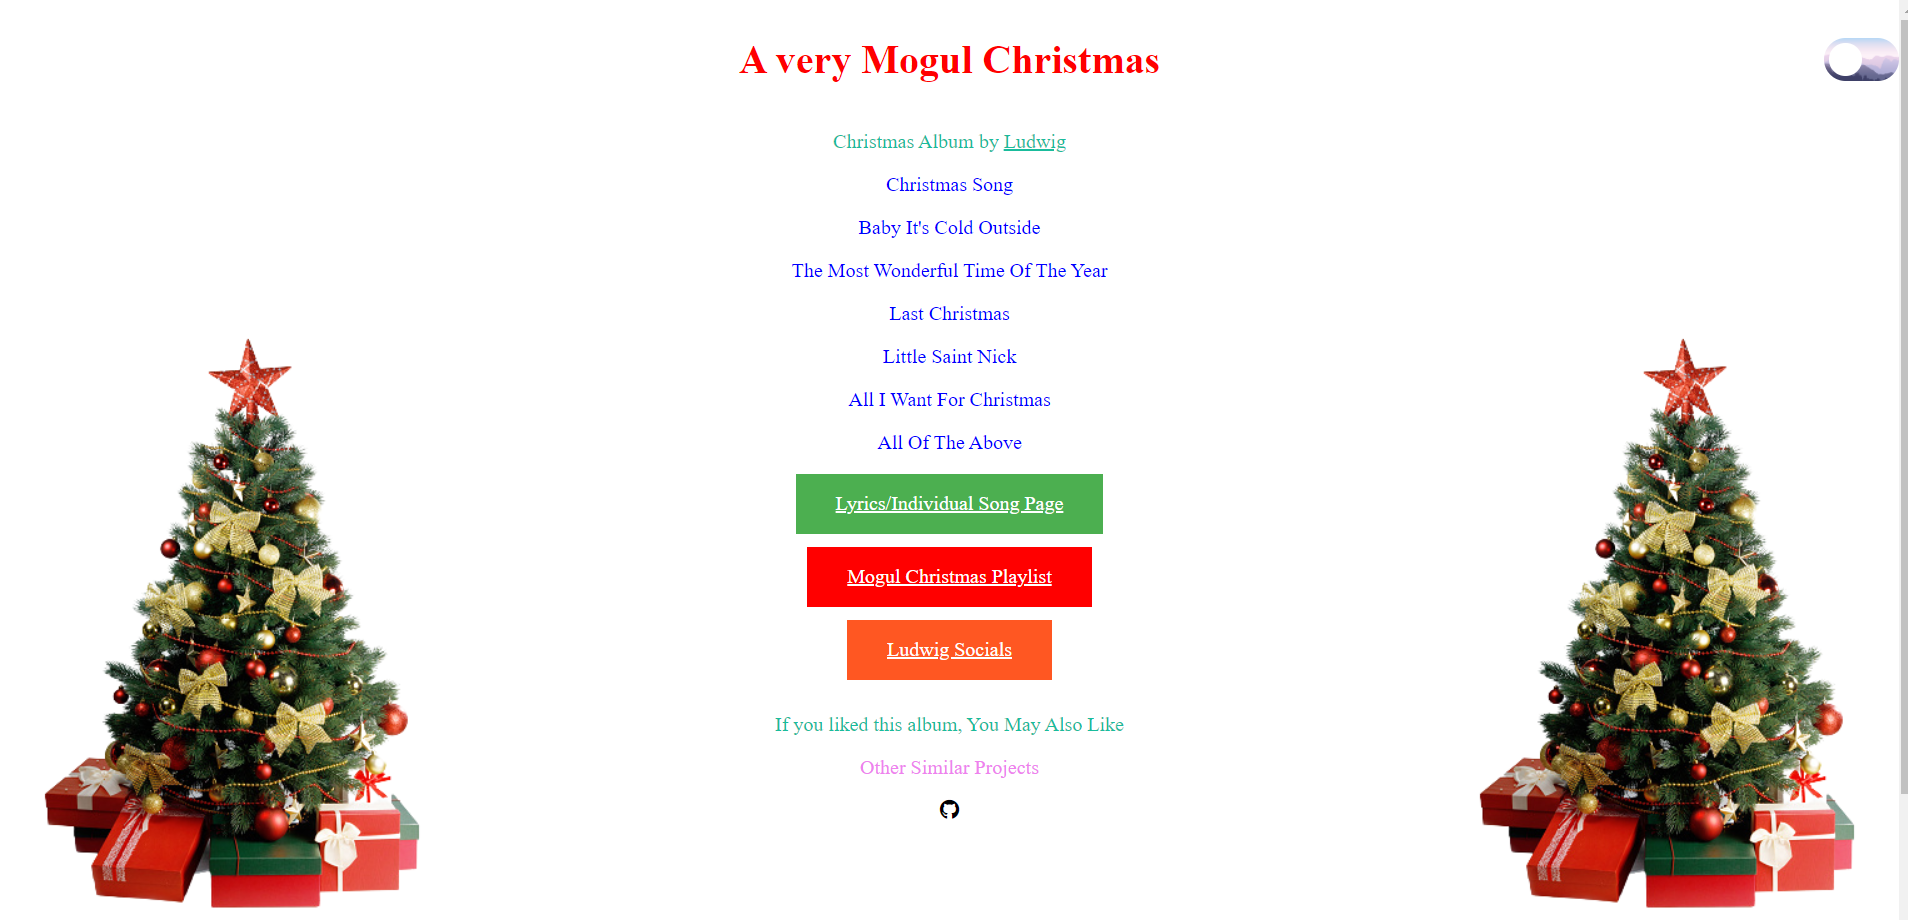 A very Mogul Christmas
Christmas Album by Ludwig
Christmas Song
Baby It's Cold Outside
The Most Wonderful Time Of The Year
Last Christmas
Little Saint Nick
All I Want For Christmas
All Of The Above
Lyrics/Individual Song Page
Mogul Christmas Playlist
Ludwig Socials
If you liked this album, You May Also Like
Other Similar Projects